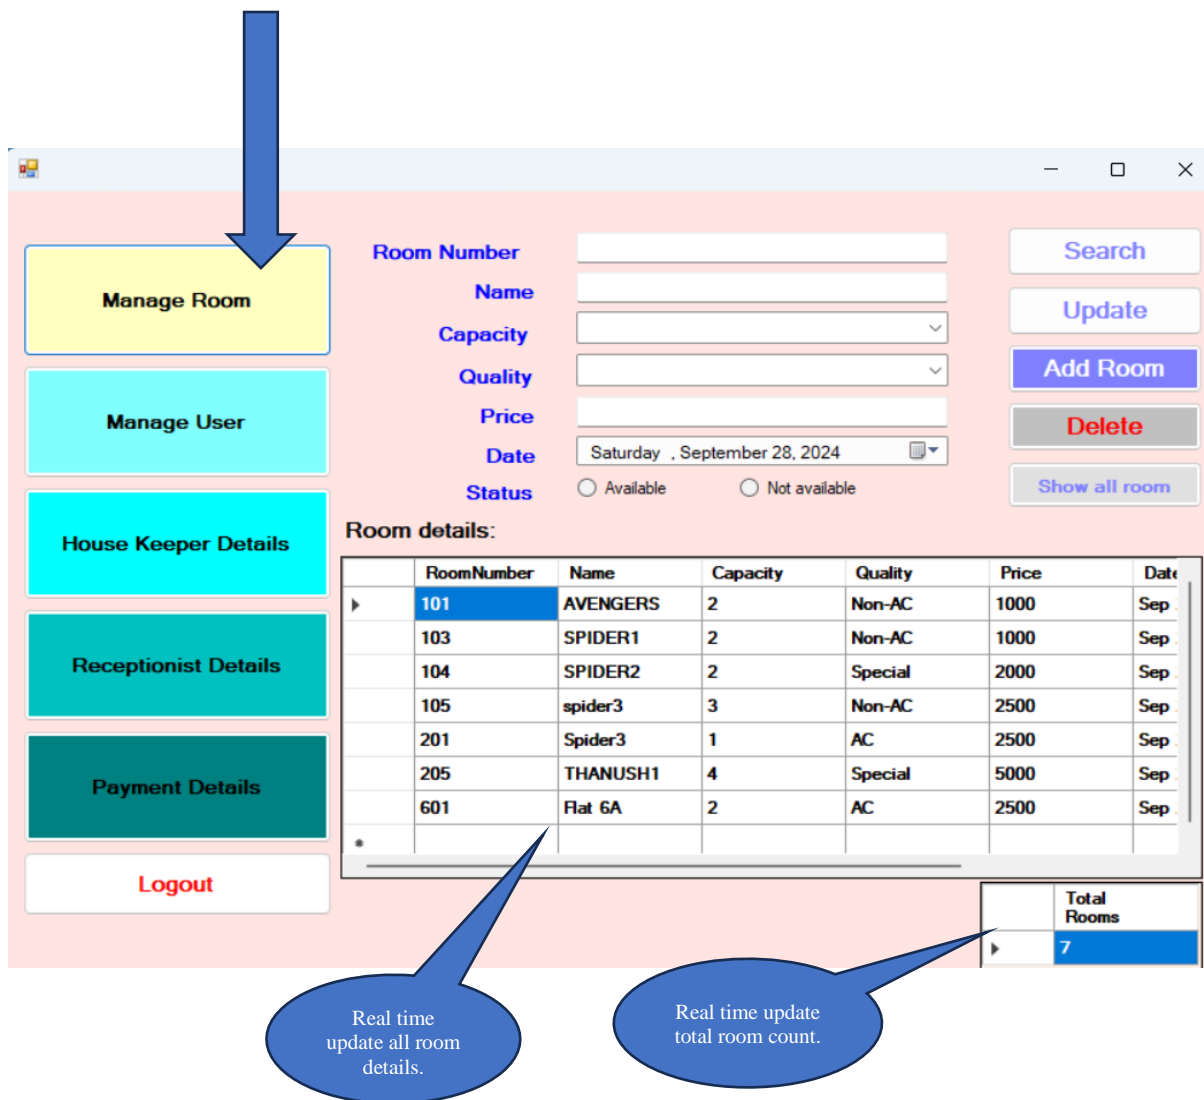 Manage Room
Manage User
House Keeper Details
Receptionist Details
Payment Details
Logout
Room Number
Name
Capacity
Quality
Price
Date Saturday , September 28, 2024
Status Available Not available
Search
Update
Add Room
Delete
Show all room
Room details:
RoomNumber Name Capacity Quality Price Date
101 AVENGERS 2 Non-AC 1000 Sep
103 SPIDER1 2 Non-AC 1000 Sep
104 SPIDER2 2 Special 2000 Sep
105 spider3 3 Non-AC 2500 Sep
201 Spider3 1 AC 2500 Sep
205 THANUSH1 4 Special 5000 Sep
601 Flat 6A 2 AC 2500 Sep
Total
Rooms
7
Real time
update all room
details.
Real time update
total room count.